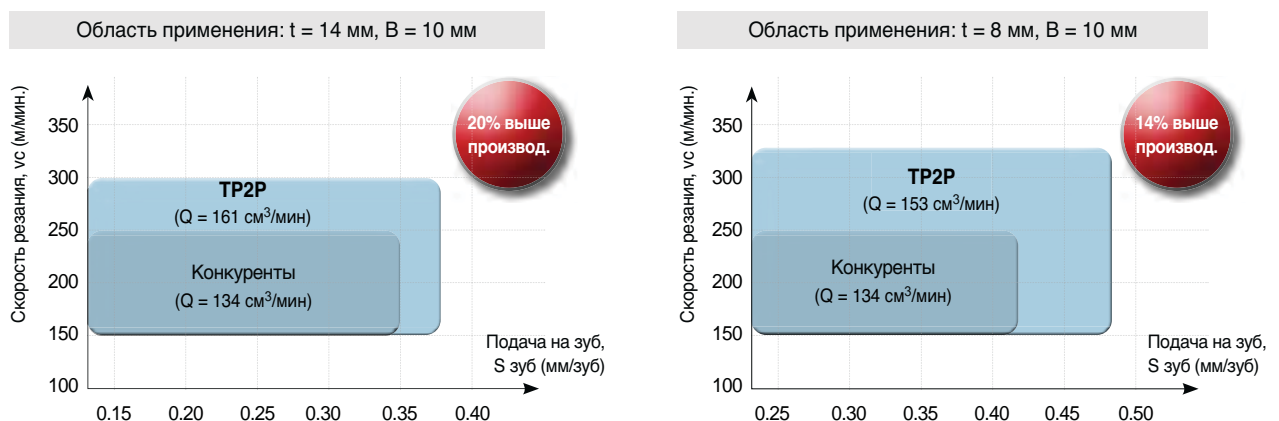 Область применения: t = 14 мм, B = 10 мм
Скорость резания, vc (м/мин.)
350
300
250
200
150
100
20% выше
производ.
TP2P
(Q = 161 см³/мин)
Конкуренты
(Q = 134 см³/мин)
Подача на зуб,
S зуб (мм/зуб)
0.15 0.20 0.25 0.30 0.35 0.40
Область применения: t = 8 мм, B = 10 мм
Скорость резания, vc (м/мин.)
350
300
250
200
150
100
14% выше
производ.
TP2P
(Q = 153 см³/мин)
Конкуренты
(Q = 134 см³/мин)
Подача на зуб,
S зуб (мм/зуб)
0.25 0.30 0.35 0.40 0.45 0.50